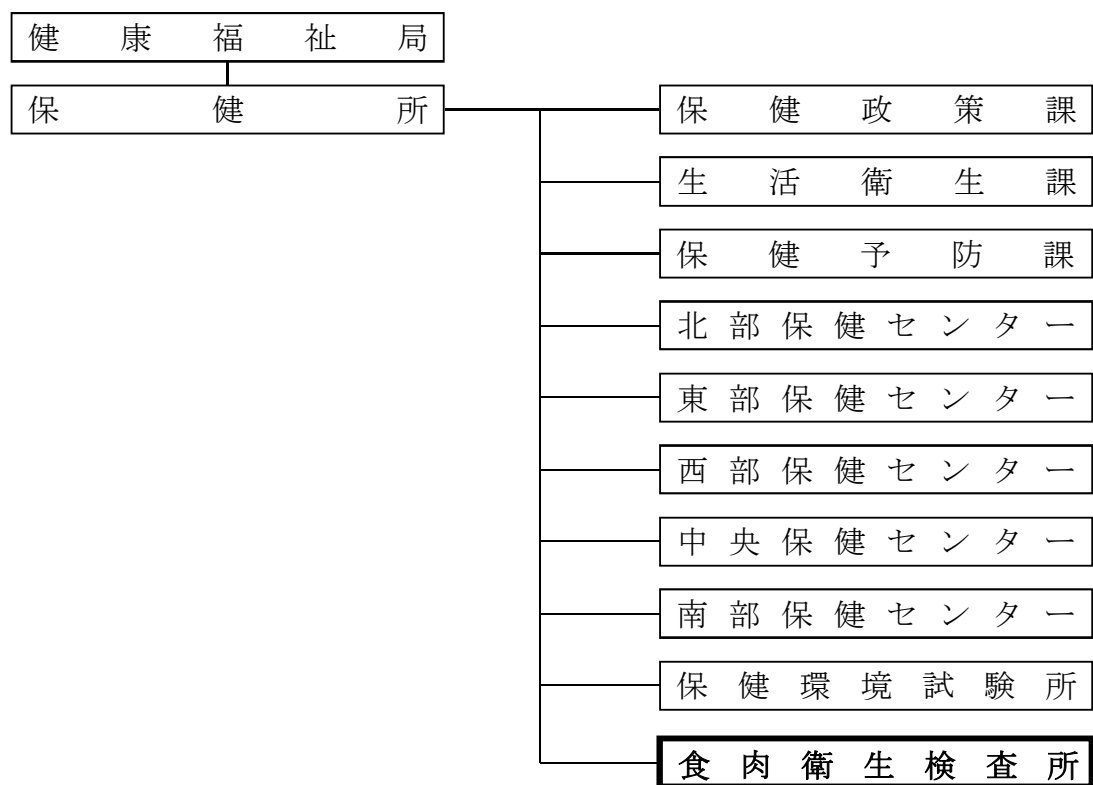 健康福祉局
保健所
保健政策課
生活衛生課
保健予防課
北部保健センター
東部保健センター
西部保健センター
中央保健センター
南部保健センター
保健環境試験所
食肉衛生検査所